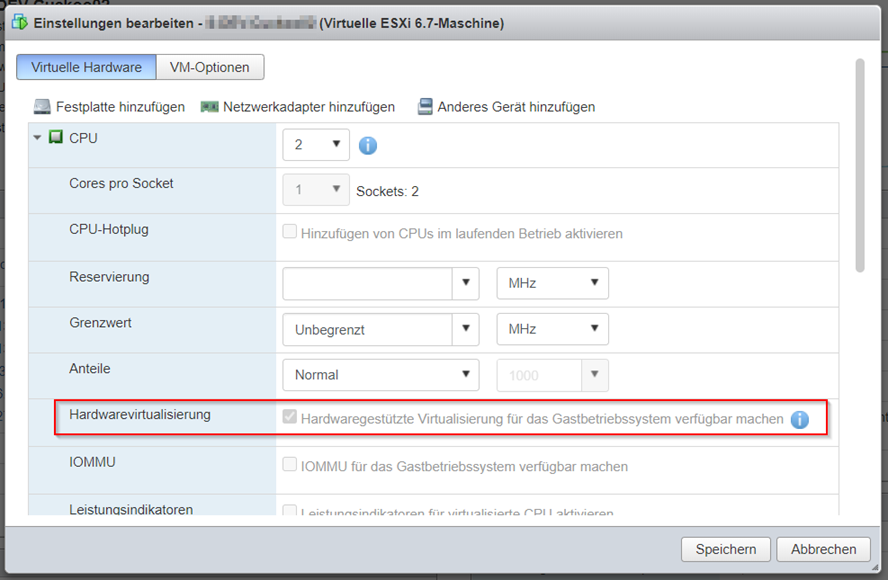 Einstellungen bearbeiten - (Virtuelle ESXi 6.7-Maschine)
Virtuelle Hardware VM-Optionen
Festplatte hinzufügen Netzwerkadapter hinzufügen Anderes Gerät hinzufügen
CPU 2
Cores pro Socket 1 Sockets: 2
CPU-Hotplug Hinzufügen von CPUs im laufenden Betrieb aktivieren
Reservierung MHz
Grenzwert Unbegrenzt MHz
Anteile Normal 1000
Hardwarevirtualisierung Hardwaregestützte Virtualisierung für das Gastbetriebssystem verfügbar machen
IOMMU IOMMU für das Gastbetriebssystem verfügbar machen
Leistungsindikatoren Leistungsindikatoren für virtualisierte CPU aktivieren
Speichern Abbrechen